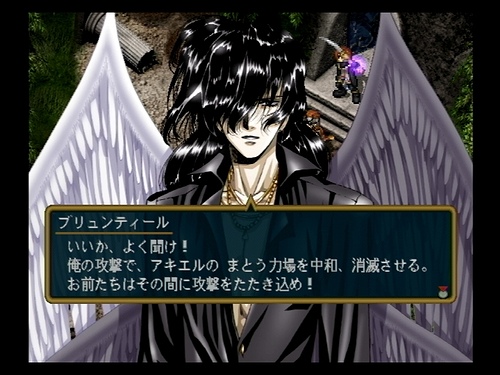 ブリュンティール
いいか、よく聞け！
俺の攻撃で、アキエルの まとう力場を中和、消滅させる。
お前たちはその間に攻撃をたたき込め！